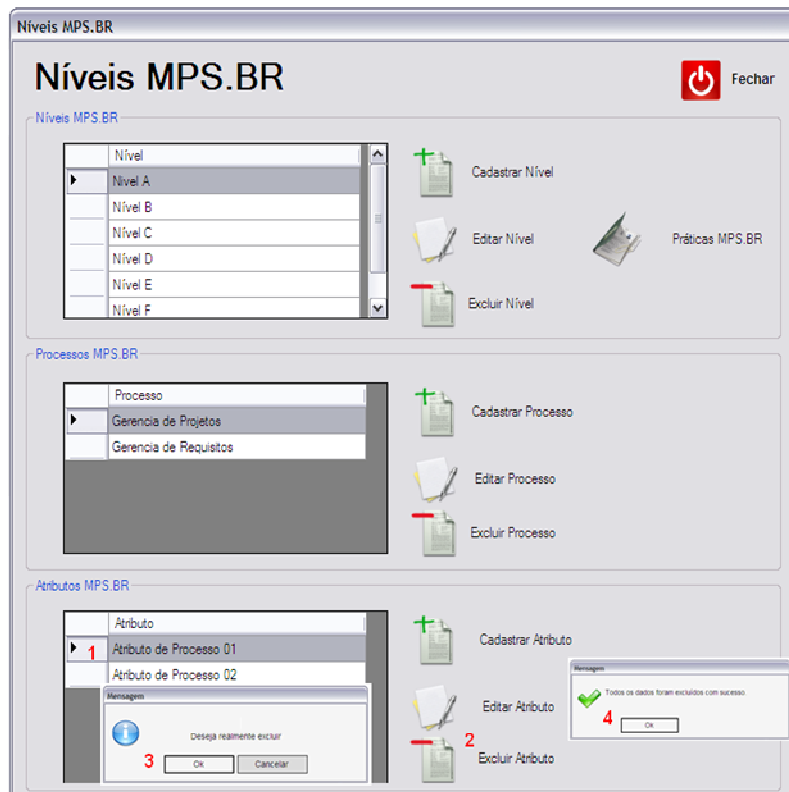 Níveis MPS.BR
Níveis MPS.BR
Fechar
Níveis MPS.BR
Nível
Nivel A
Nível B
Nível C
Nível D
Nível E
Nível F
Cadastrar Nível
Editar Nível
Práticas MPS.BR
Excluir Nível
Processos MPS.BR
Processo
Gerencia de Projetos
Gerencia de Requisitos
Cadastrar Processo
Editar Processo
Excluir Processo
Atributos MPS.BR
Atributo
1 Atributo de Processo 01
Atributo de Processo 02
Cadastrar Atributo
Editar Atributo
2
Excluir Atributo
Mensagem
Deseja realmente excluir
3 Ok Cancelar
Mensagem
Todos os dados foram excluídos com sucesso.
4 Ok